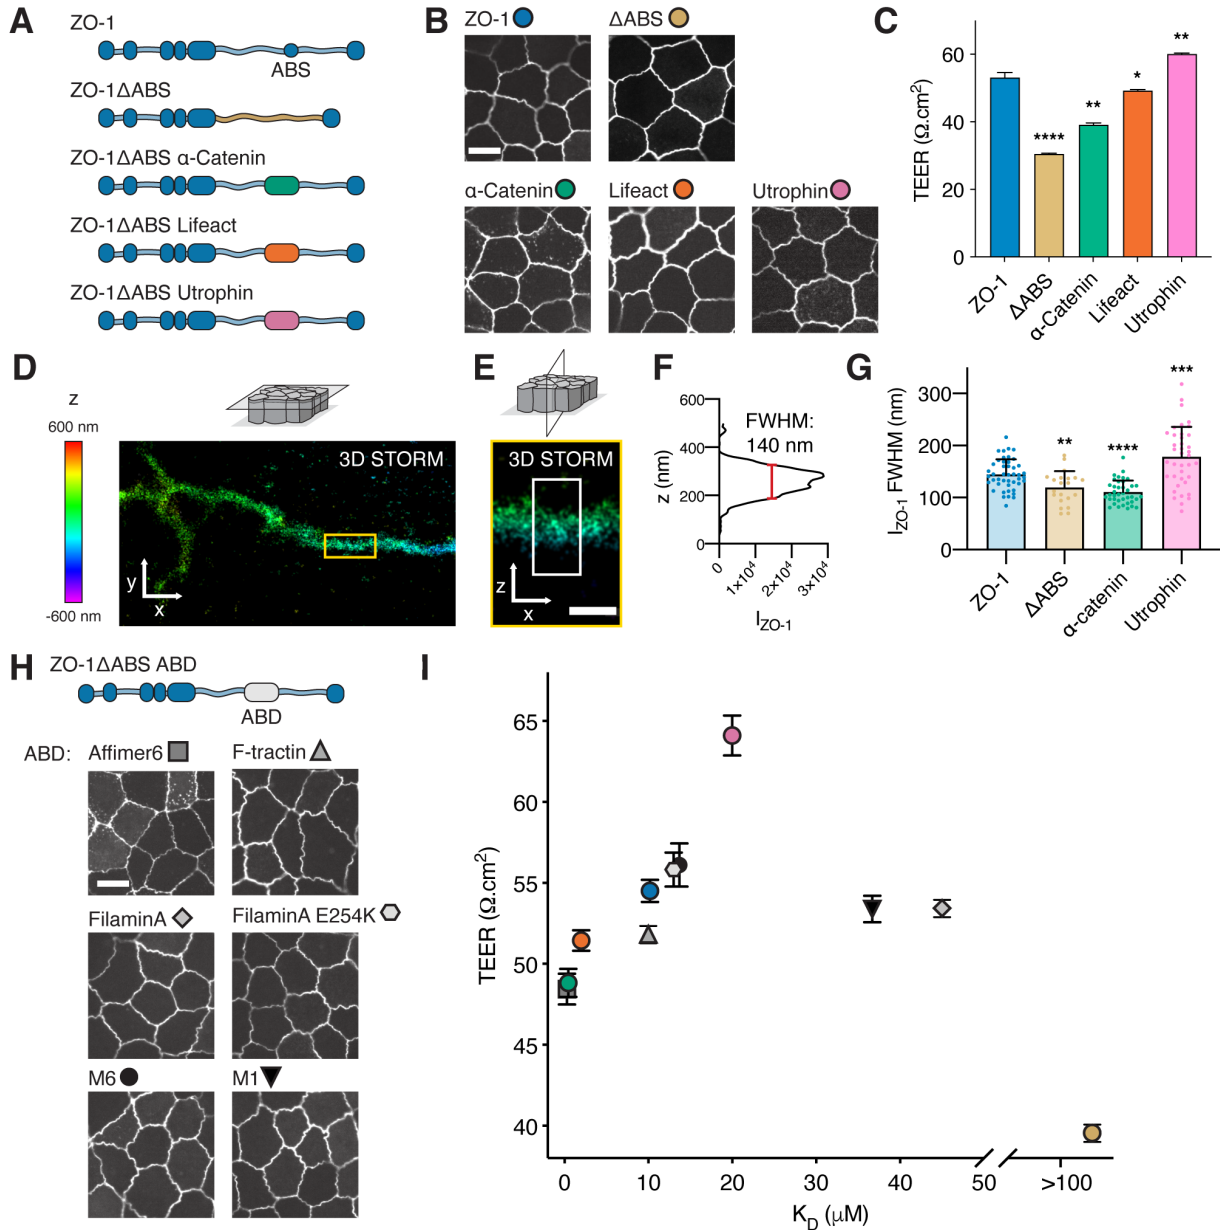 A
ZO-1
ABS
ZO-1ΔABS
ZO-1ΔABS α-Catenin
ZO-1ΔABS Lifeact
ZO-1ΔABS Utrophin
B
ZO-1
ΔABS
α-Catenin
Lifeact
Utrophin
C
TEER (Ω.cm²)
60
40
20
0
****
**
*
**
ZO-1
ΔABS
α-Catenin
Lifeact
Utrophin
D
z
600 nm
-600 nm
3D STORM
y
x
E
3D STORM
z
x
F
z (nm)
600
400
200
0
FWHM:
140 nm
0
1×10⁴
2×10⁴
3×10⁴
I ZO-1
G
I ZO-1 FWHM (nm)
300
200
100
0
**
****
***
ZO-1
ΔABS
α-catenin
Utrophin
H
ZO-1ΔABS ABD
ABD
ABD:
Affimer6
F-tractin
FilaminA
FilaminA E254K
M6
M1
I
TEER (Ω.cm²)
65
60
55
50
45
40
0
10
20
30
40
50
>100
K D (μM)